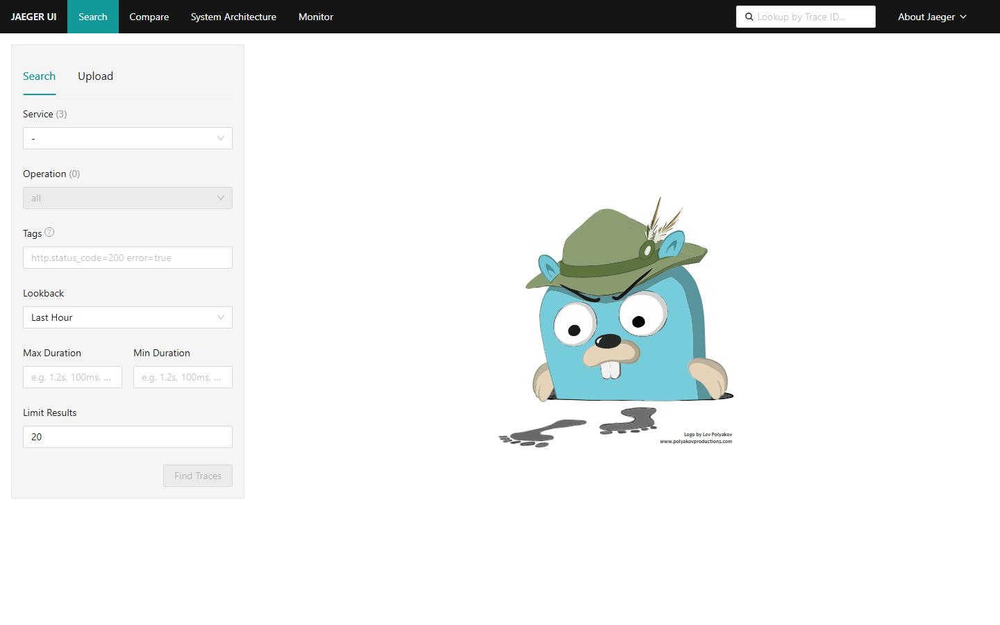 JAEGER UI
Search
Compare
System Architecture
Monitor
Lookup by Trace ID...
About Jaeger
Search
Upload
Service (3)
-
Operation (0)
all
Tags
http.status_code=200 error=true
Lookback
Last Hour
Max Duration
Min Duration
e.g. 1.2s, 100ms, ...
e.g. 1.2s, 100ms, ...
Limit Results
20
Find Traces
Logo by Lev Polyakov
www.polyakovproductions.com